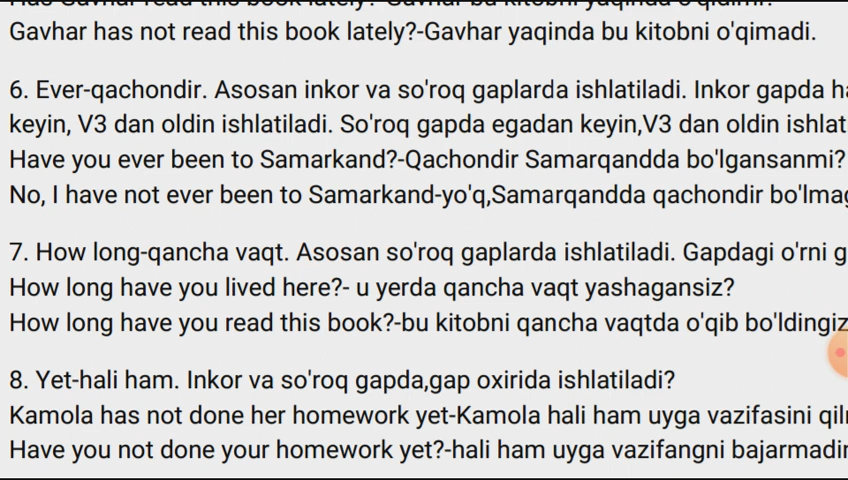 Gavhar has not read this book lately?-Gavhar yaqinda bu kitobni o'qimadi.
6. Ever-qachondir. Asosan inkor va so'roq gaplarda ishlatiladi. Inkor gapda
keyin, V3 dan oldin ishlatiladi. So'roq gapda egadan keyin,V3 dan oldin
Have you ever been to Samarkand?-Qachondir Samarqandda bo'lgansanmi?
No, I have not ever been to Samarkand-yo'q,Samarqandda qachondir
7. How long-qancha vaqt. Asosan so'roq gaplarda ishlatiladi. Gapdagi o'rni
How long have you lived here?- u yerda qancha vaqt yashagansiz?
How long have you read this book?-bu kitobni qancha vaqtda o'qib bo'ldingiz
8. Yet-hali ham. Inkor va so'roq gapda,gap oxirida ishlatiladi?
Kamola has not done her homework yet-Kamola hali ham uyga vazifasini
Have you not done your homework yet?-hali ham uyga vazifangni